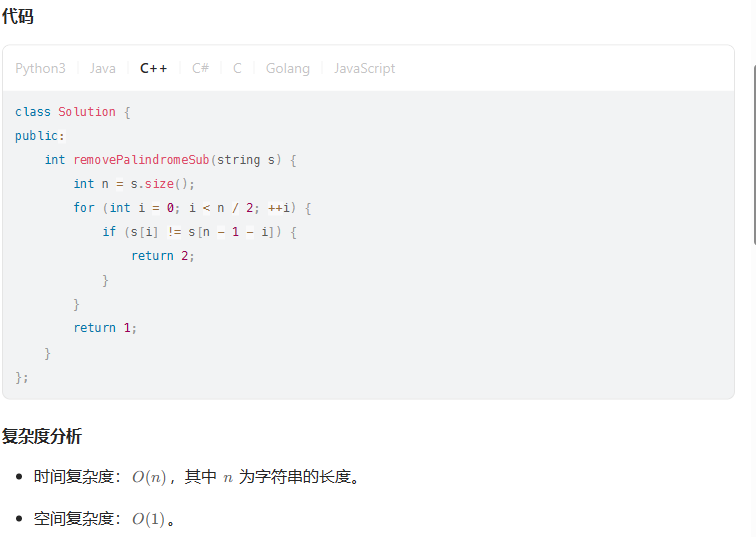 代码
Python3 Java C++ C# C Golang JavaScript
class Solution {
public:
    int removePalindromeSub(string s) {
        int n = s.size();
        for (int i = 0; i < n / 2; ++i) {
            if (s[i] != s[n - 1 - i]) {
                return 2;
            }
        }
        return 1;
    }
};
复杂度分析
• 时间复杂度：O(n)，其中 n 为字符串的长度。
• 空间复杂度：O(1)。